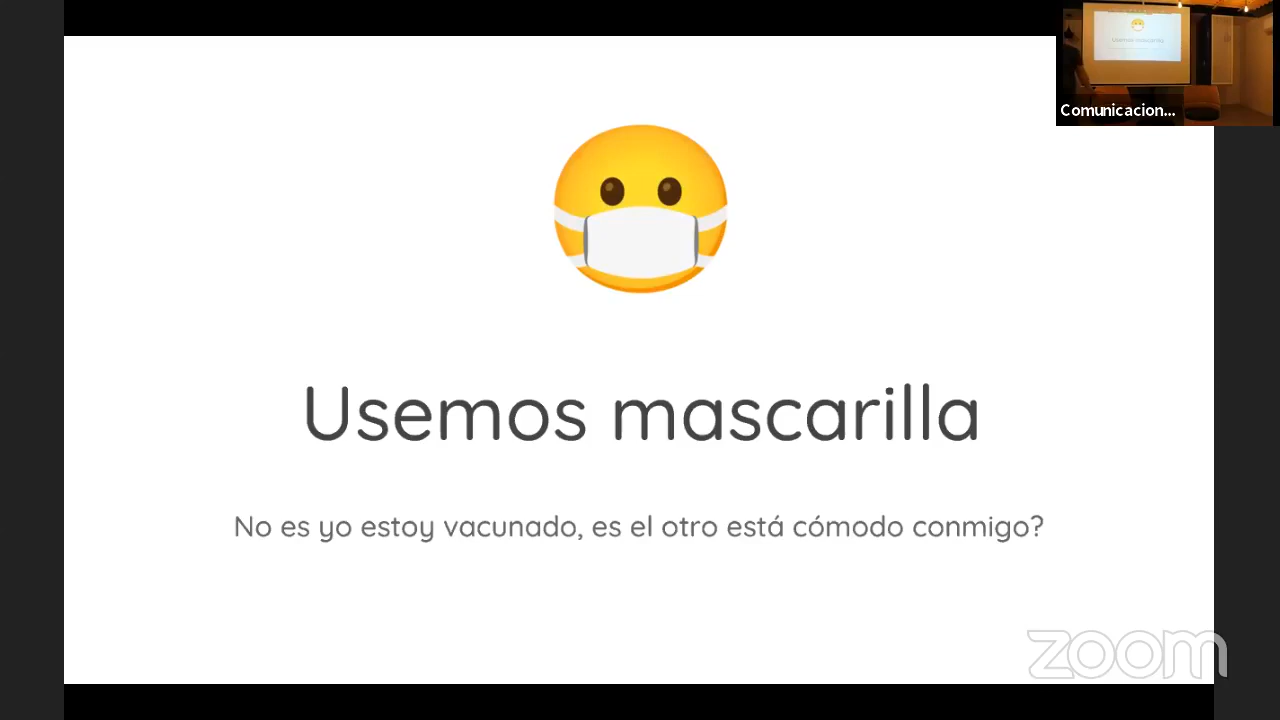 Comunicacion...
Usemos mascarilla
No es yo estoy vacunado, es el otro está cómodo conmigo?
zoom